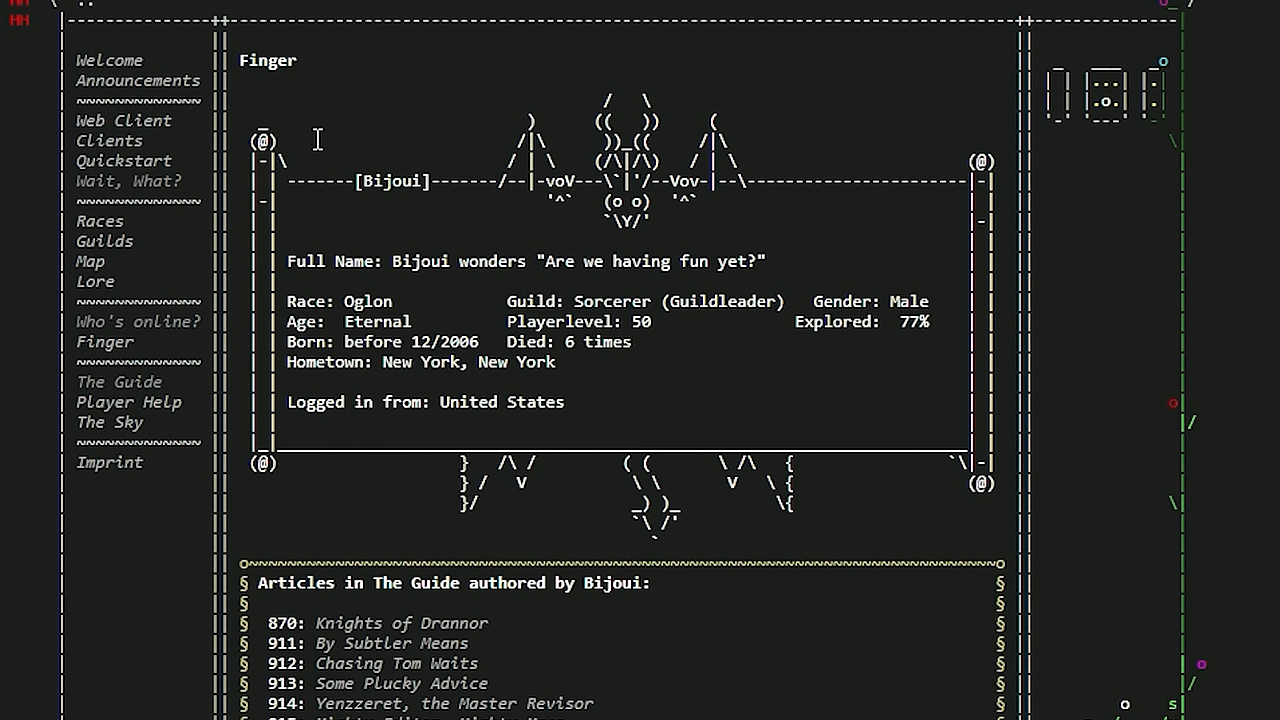 Finger
Welcome
Announcements
Web Client
Clients
Quickstart
Wait, What?
Races
Guilds
Map
Lore
Who's online?
Finger
The Guide
Player Help
The Sky
Imprint
[Bijoui]
Full Name: Bijoui wonders "Are we having fun yet?"
Race: Oglon Guild: Sorcerer (Guildleader) Gender: Male
Age: Eternal Playerlevel: 50 Explored: 77%
Born: before 12/2006 Died: 6 times
Hometown: New York, New York
Logged in from: United States
Articles in The Guide authored by Bijoui:
870: Knights of Drannor
911: By Subtler Means
912: Chasing Tom Waits
913: Some Plucky Advice
914: Yenzzeret, the Master Revisor